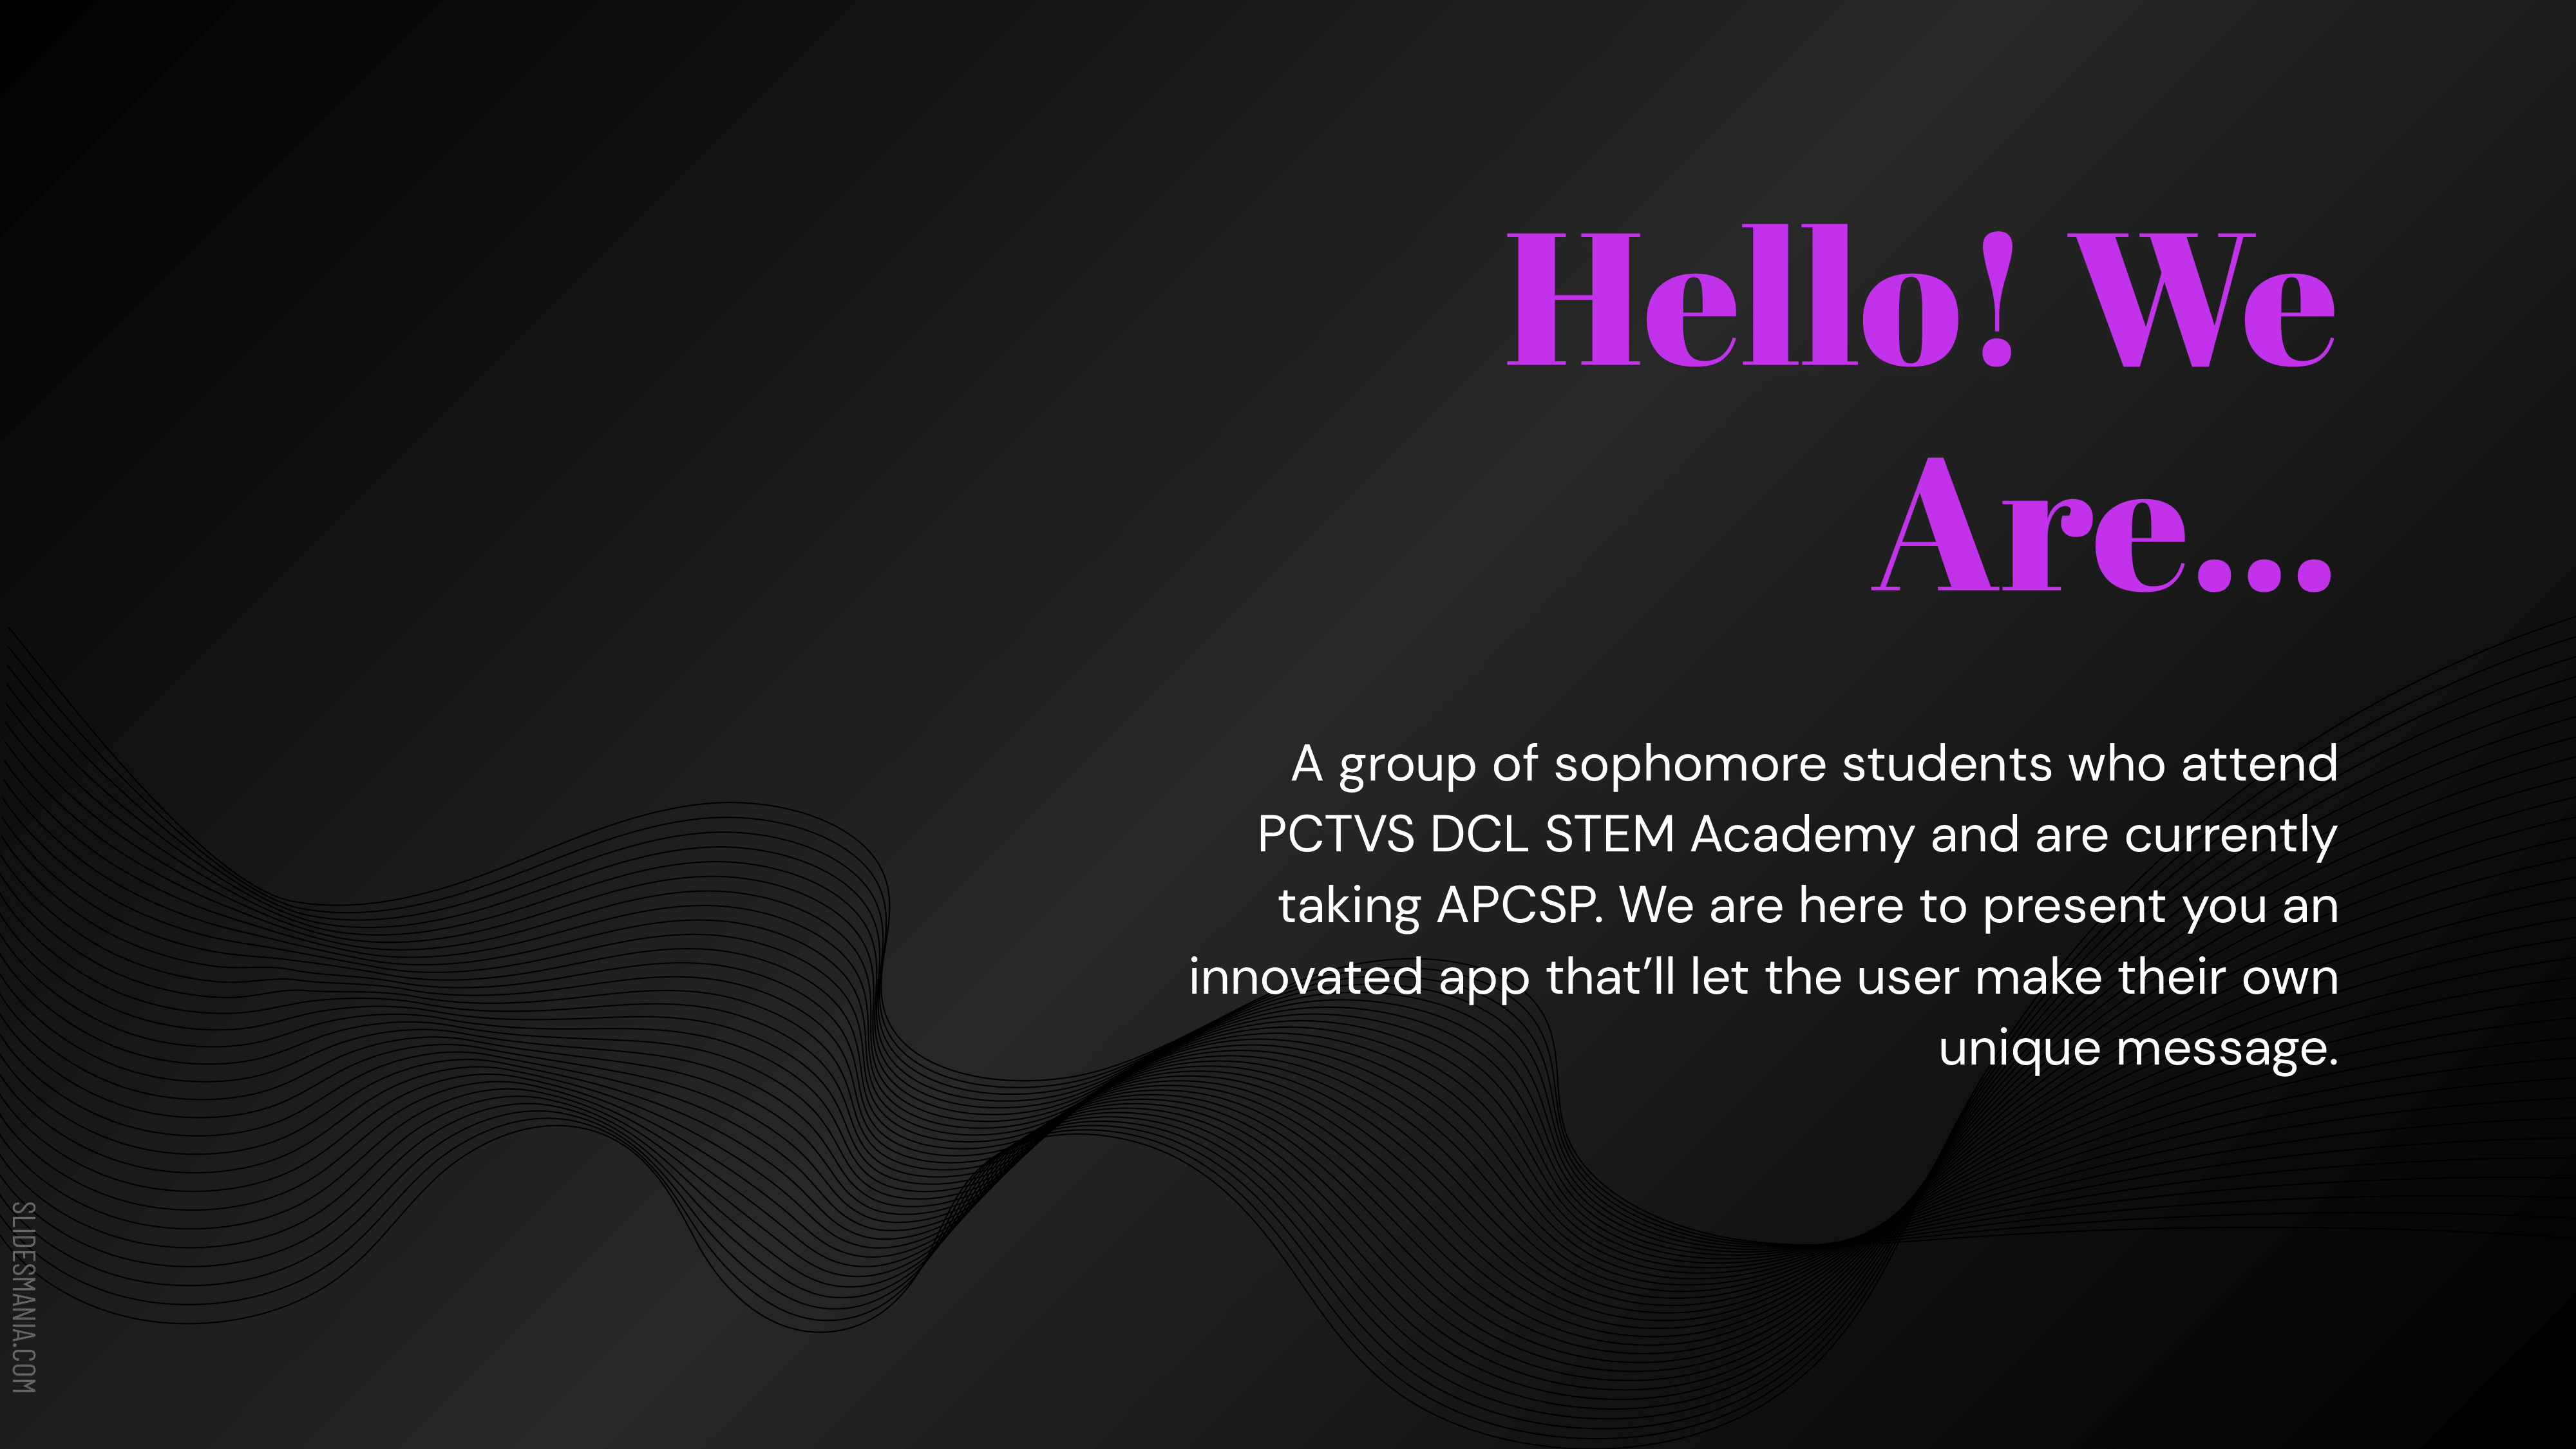 Hello! We
Are...
A group of sophomore students who attend
PCTVS DCL STEM Academy and are currently
taking APCSP. We are here to present you an
innovated app that’ll let the user make their own
unique message.
SLIDESMANIA.COM